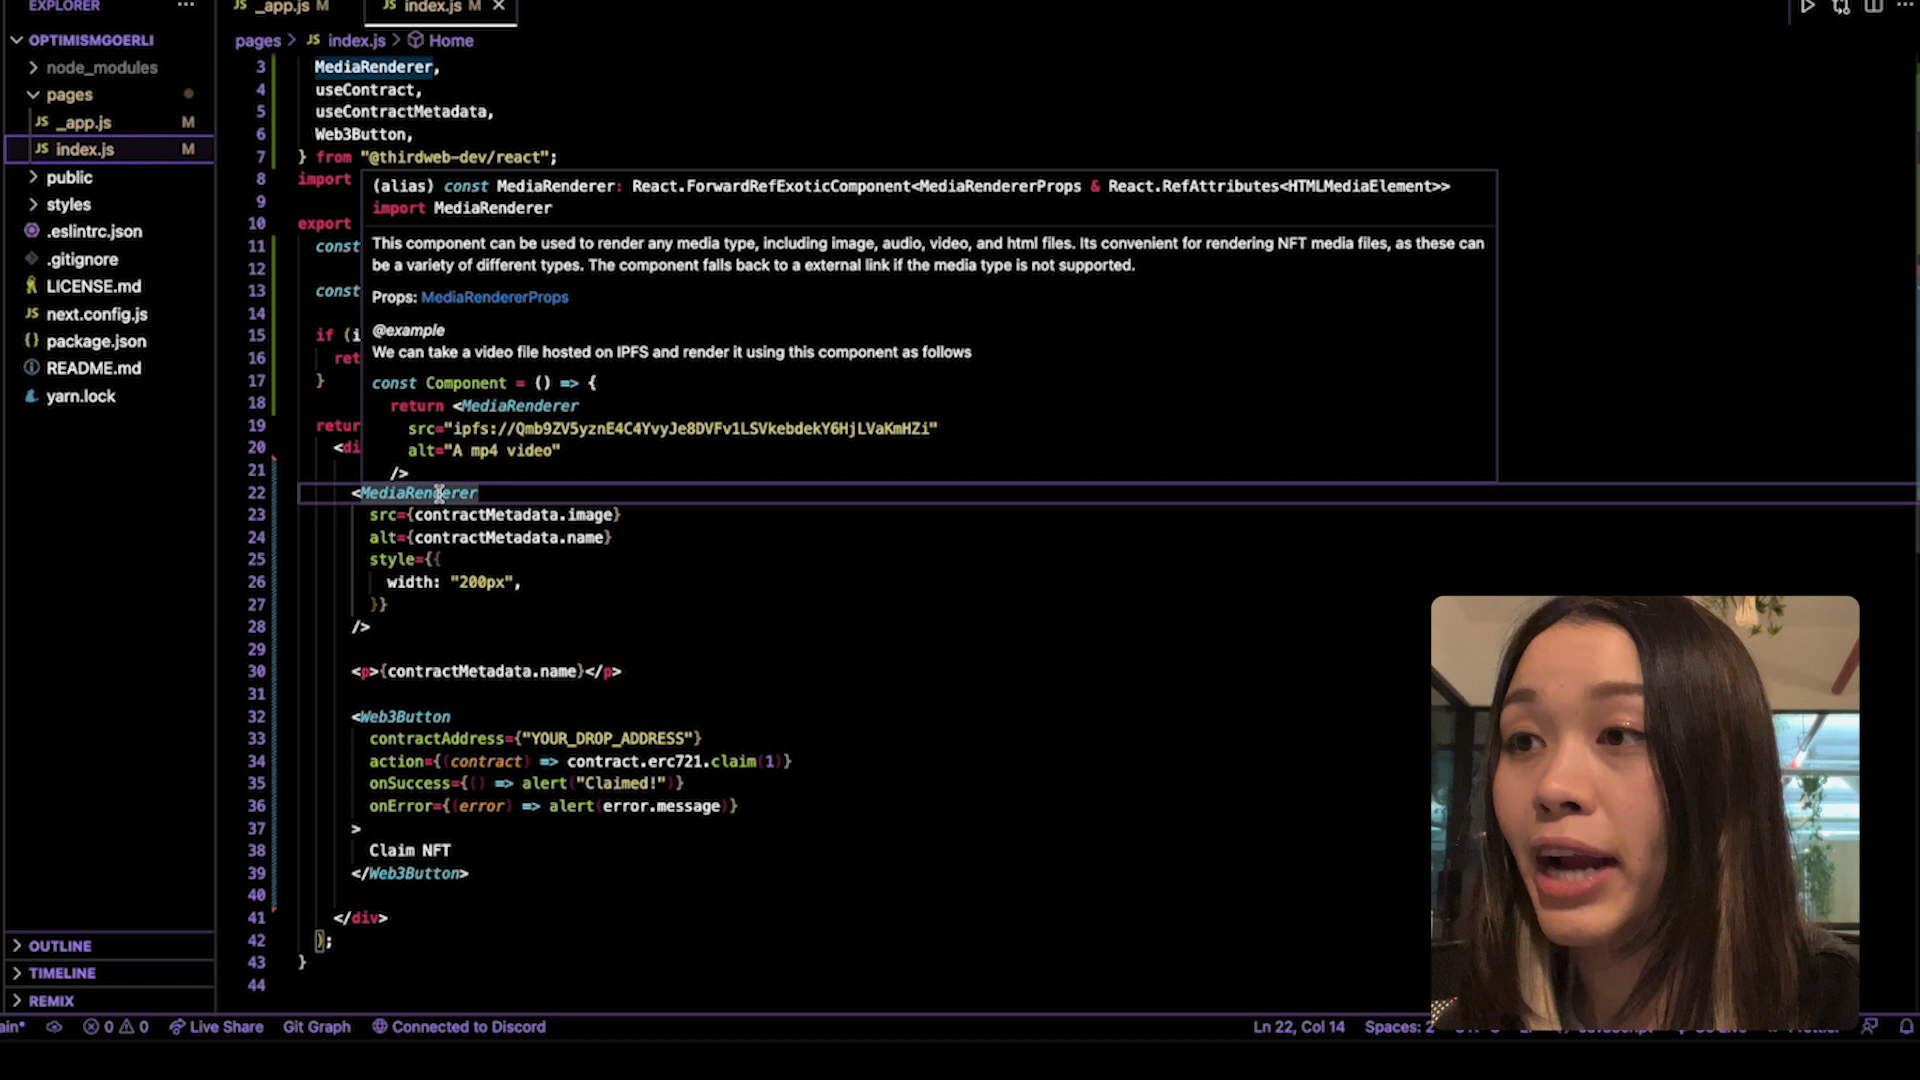 EXPLORER
OPTIMISMGOERLI
node_modules
pages
JS _app.js M
JS index.js M
public
styles
.eslintrc.json
.gitignore
LICENSE.md
JS next.config.js
{} package.json
README.md
yarn.lock
OUTLINE
TIMELINE
REMIX
JS _app.js M
JS index.js M
pages > JS index.js > Home
3 MediaRenderer,
4 useContract,
5 useContractMetadata,
6 Web3Button,
7 } from "@thirdweb-dev/react";
8 import
9
10 export
11 const
12
13 const
14
15 if (i
16 ret
17 }
18
19 retur
20 <di
21
22 <MediaRenderer
23 src={contractMetadata.image}
24 alt={contractMetadata.name}
25 style={{
26 width: "200px",
27 }}
28 />
29
30 <p>{contractMetadata.name}</p>
31
32 <Web3Button
33 contractAddress={"YOUR_DROP_ADDRESS"}
34 action={(contract) => contract.erc721.claim(1)}
35 onSuccess={() => alert("Claimed!")}
36 onError={(error) => alert(error.message)}
37 >
38 Claim NFT
39 </Web3Button>
40
41 </div>
42 );
43 }
44
(alias) const MediaRenderer: React.ForwardRefExoticComponent<MediaRendererProps & React.RefAttributes<HTMLMediaElement>>
import MediaRenderer
This component can be used to render any media type, including image, audio, video, and html files. Its convenient for rendering NFT media files, as these can
be a variety of different types. The component falls back to a external link if the media type is not supported.
Props: MediaRendererProps
@example
We can take a video file hosted on IPFS and render it using this component as follows
const Component = () => {
return <MediaRenderer
src="ipfs://Qmb9ZV5yznE4C4YvyJe8DVFv1LSVkebdekY6HjLVaKmHZi"
alt="A mp4 video"
/>
ain* 0 0 Live Share Git Graph Connected to Discord Ln 22, Col 14 Spaces: 2